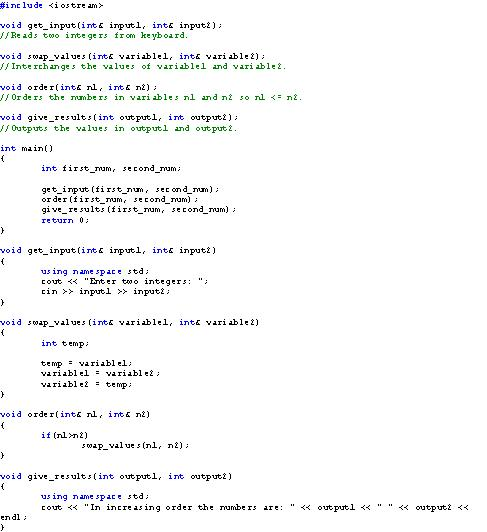 #include <iostream>
void get_input(int& input1, int& input2);
//Reads two integers from keyboard.
void swap_values(int& variable1, int& variable2);
//Interchanges the values of variable1 and variable2.
void order(int& n1, int& n2);
//Orders the numbers in variables n1 and n2 so n1 <= n2.
void give_results(int output1, int output2);
//Outputs the values in output1 and output2.
int main()
{
int first_num, second_num;
get_input(first_num, second_num);
order(first_num, second_num);
give_results(first_num, second_num);
return 0;
}
void get_input(int& input1, int& input2)
{
using namespace std;
cout << "Enter two integers: ";
cin >> input1 >> input2;
}
void swap_values(int& variable1, int& variable2)
{
int temp;
temp = variable1;
variable1 = variable2;
variable2 = temp;
}
void order(int& n1, int& n2)
{
if(n1>n2)
swap_values(n1, n2);
}
void give_results(int output1, int output2)
{
using namespace std;
cout << "In increasing order the numbers are: " << output1 << " " << output2 <<
endl;
}